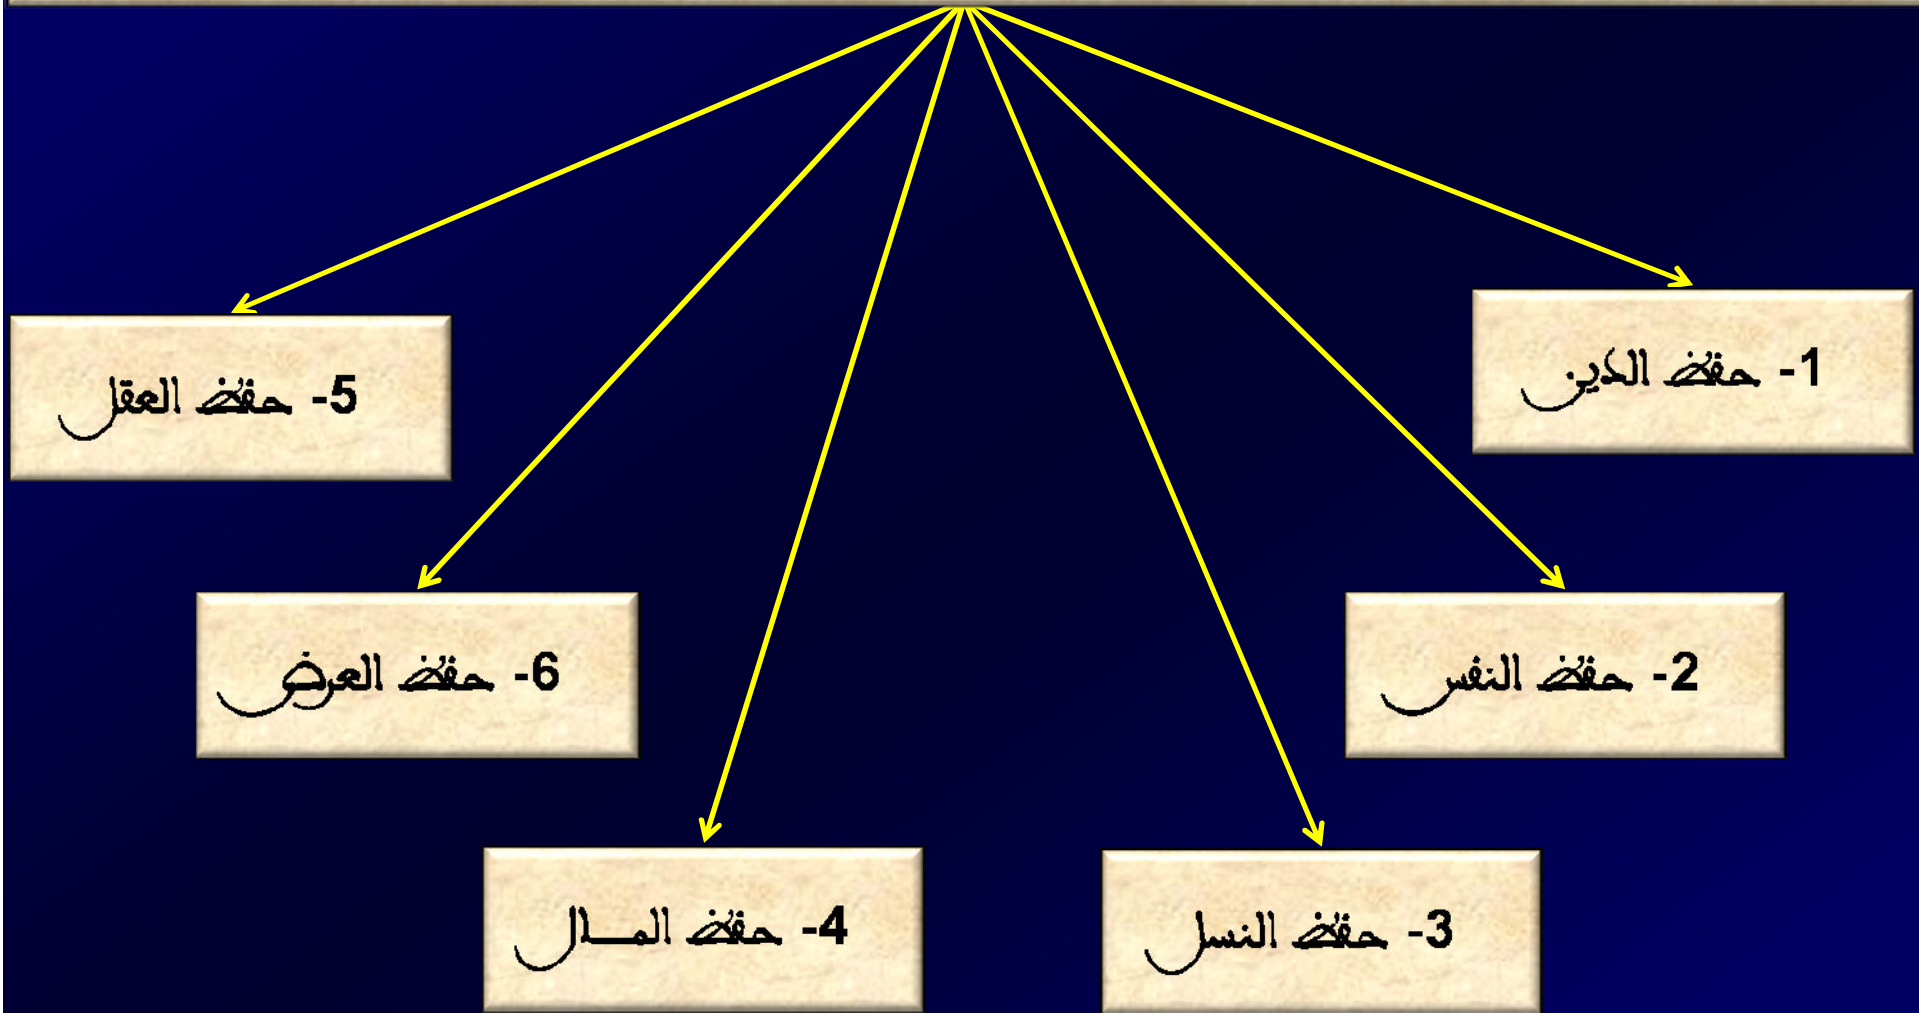 1- حفظ الدين
2- حفظ النفس
3- حفظ النسل
4- حفظ المـــال
5- حفظ العقل
6- حفظ العرض